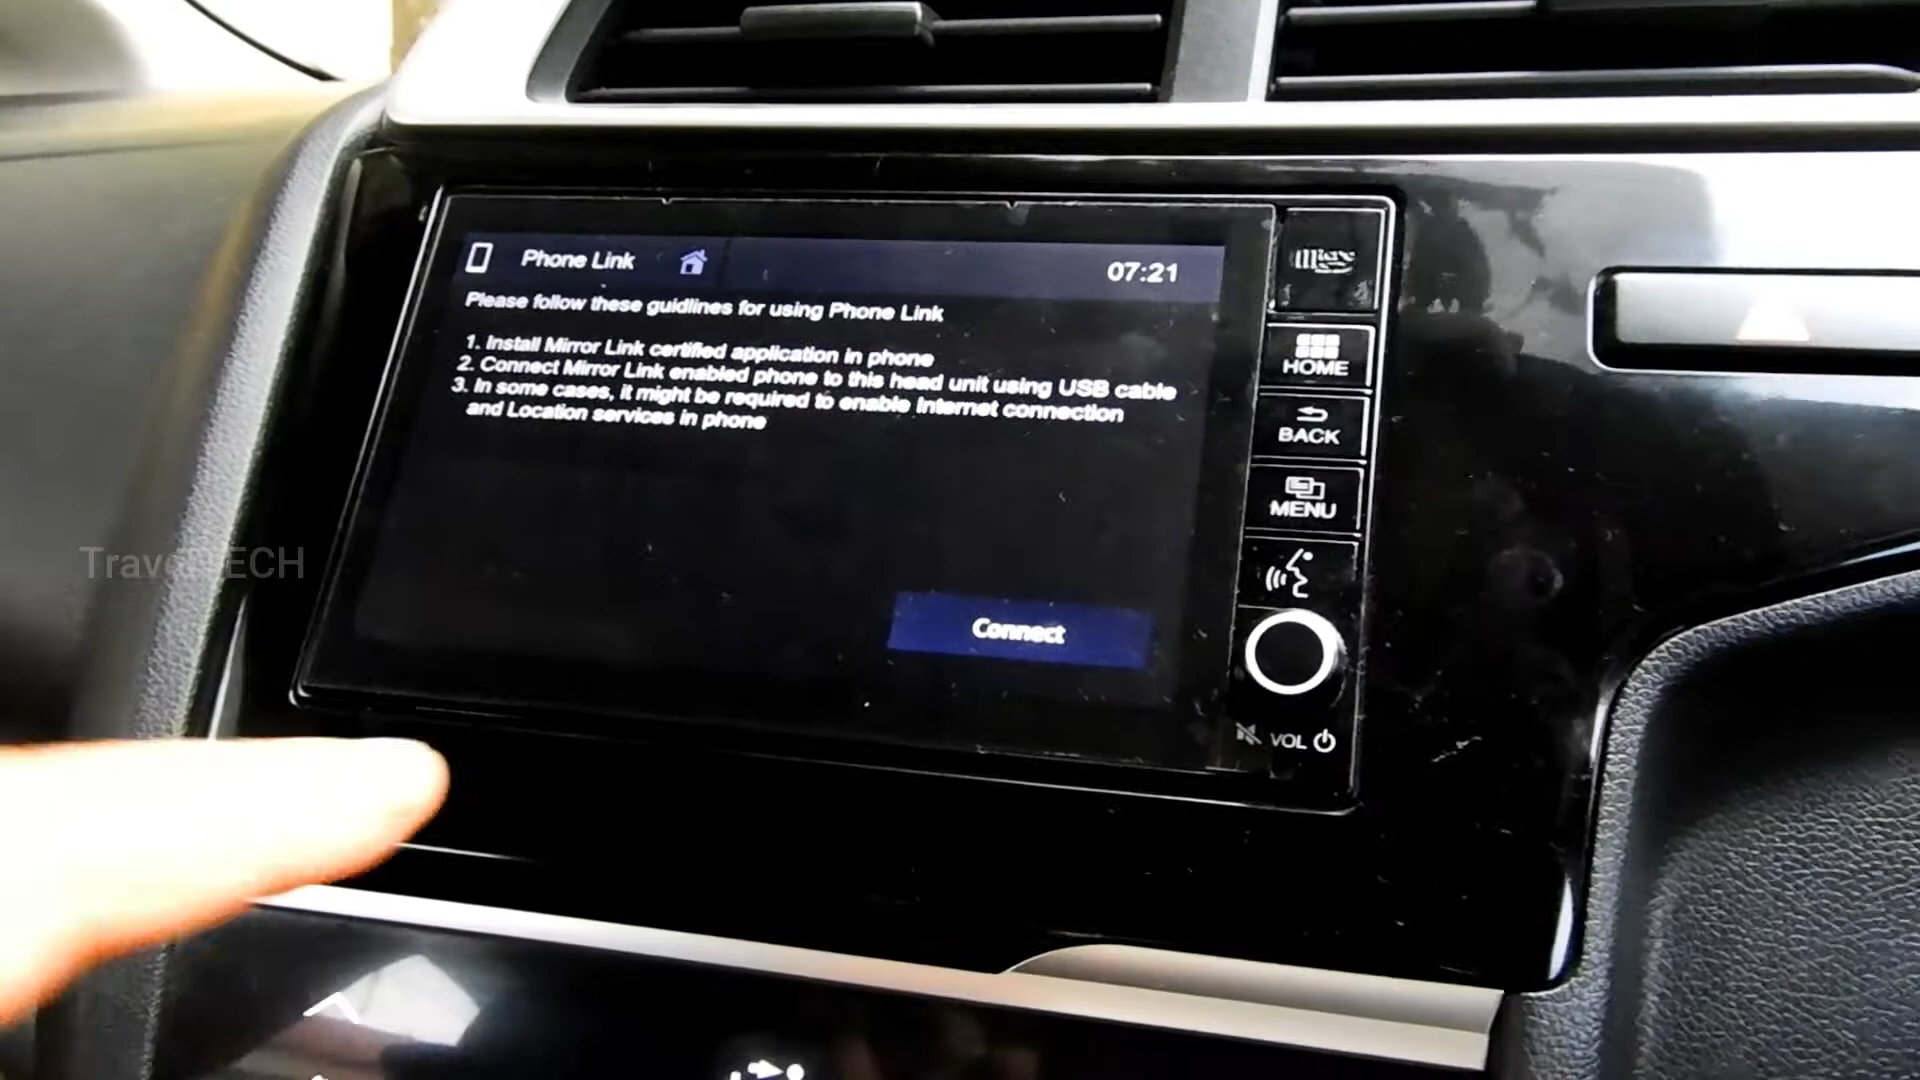 Phone Link
07:21
Please follow these guidlines for using Phone Link
1. Install Mirror Link certified application in phone
2. Connect Mirror Link enabled phone to this head unit using USB cable
3. In some cases, it might be required to enable Internet connection
and Location services in phone
Connect
HOME
BACK
MENU
VOL